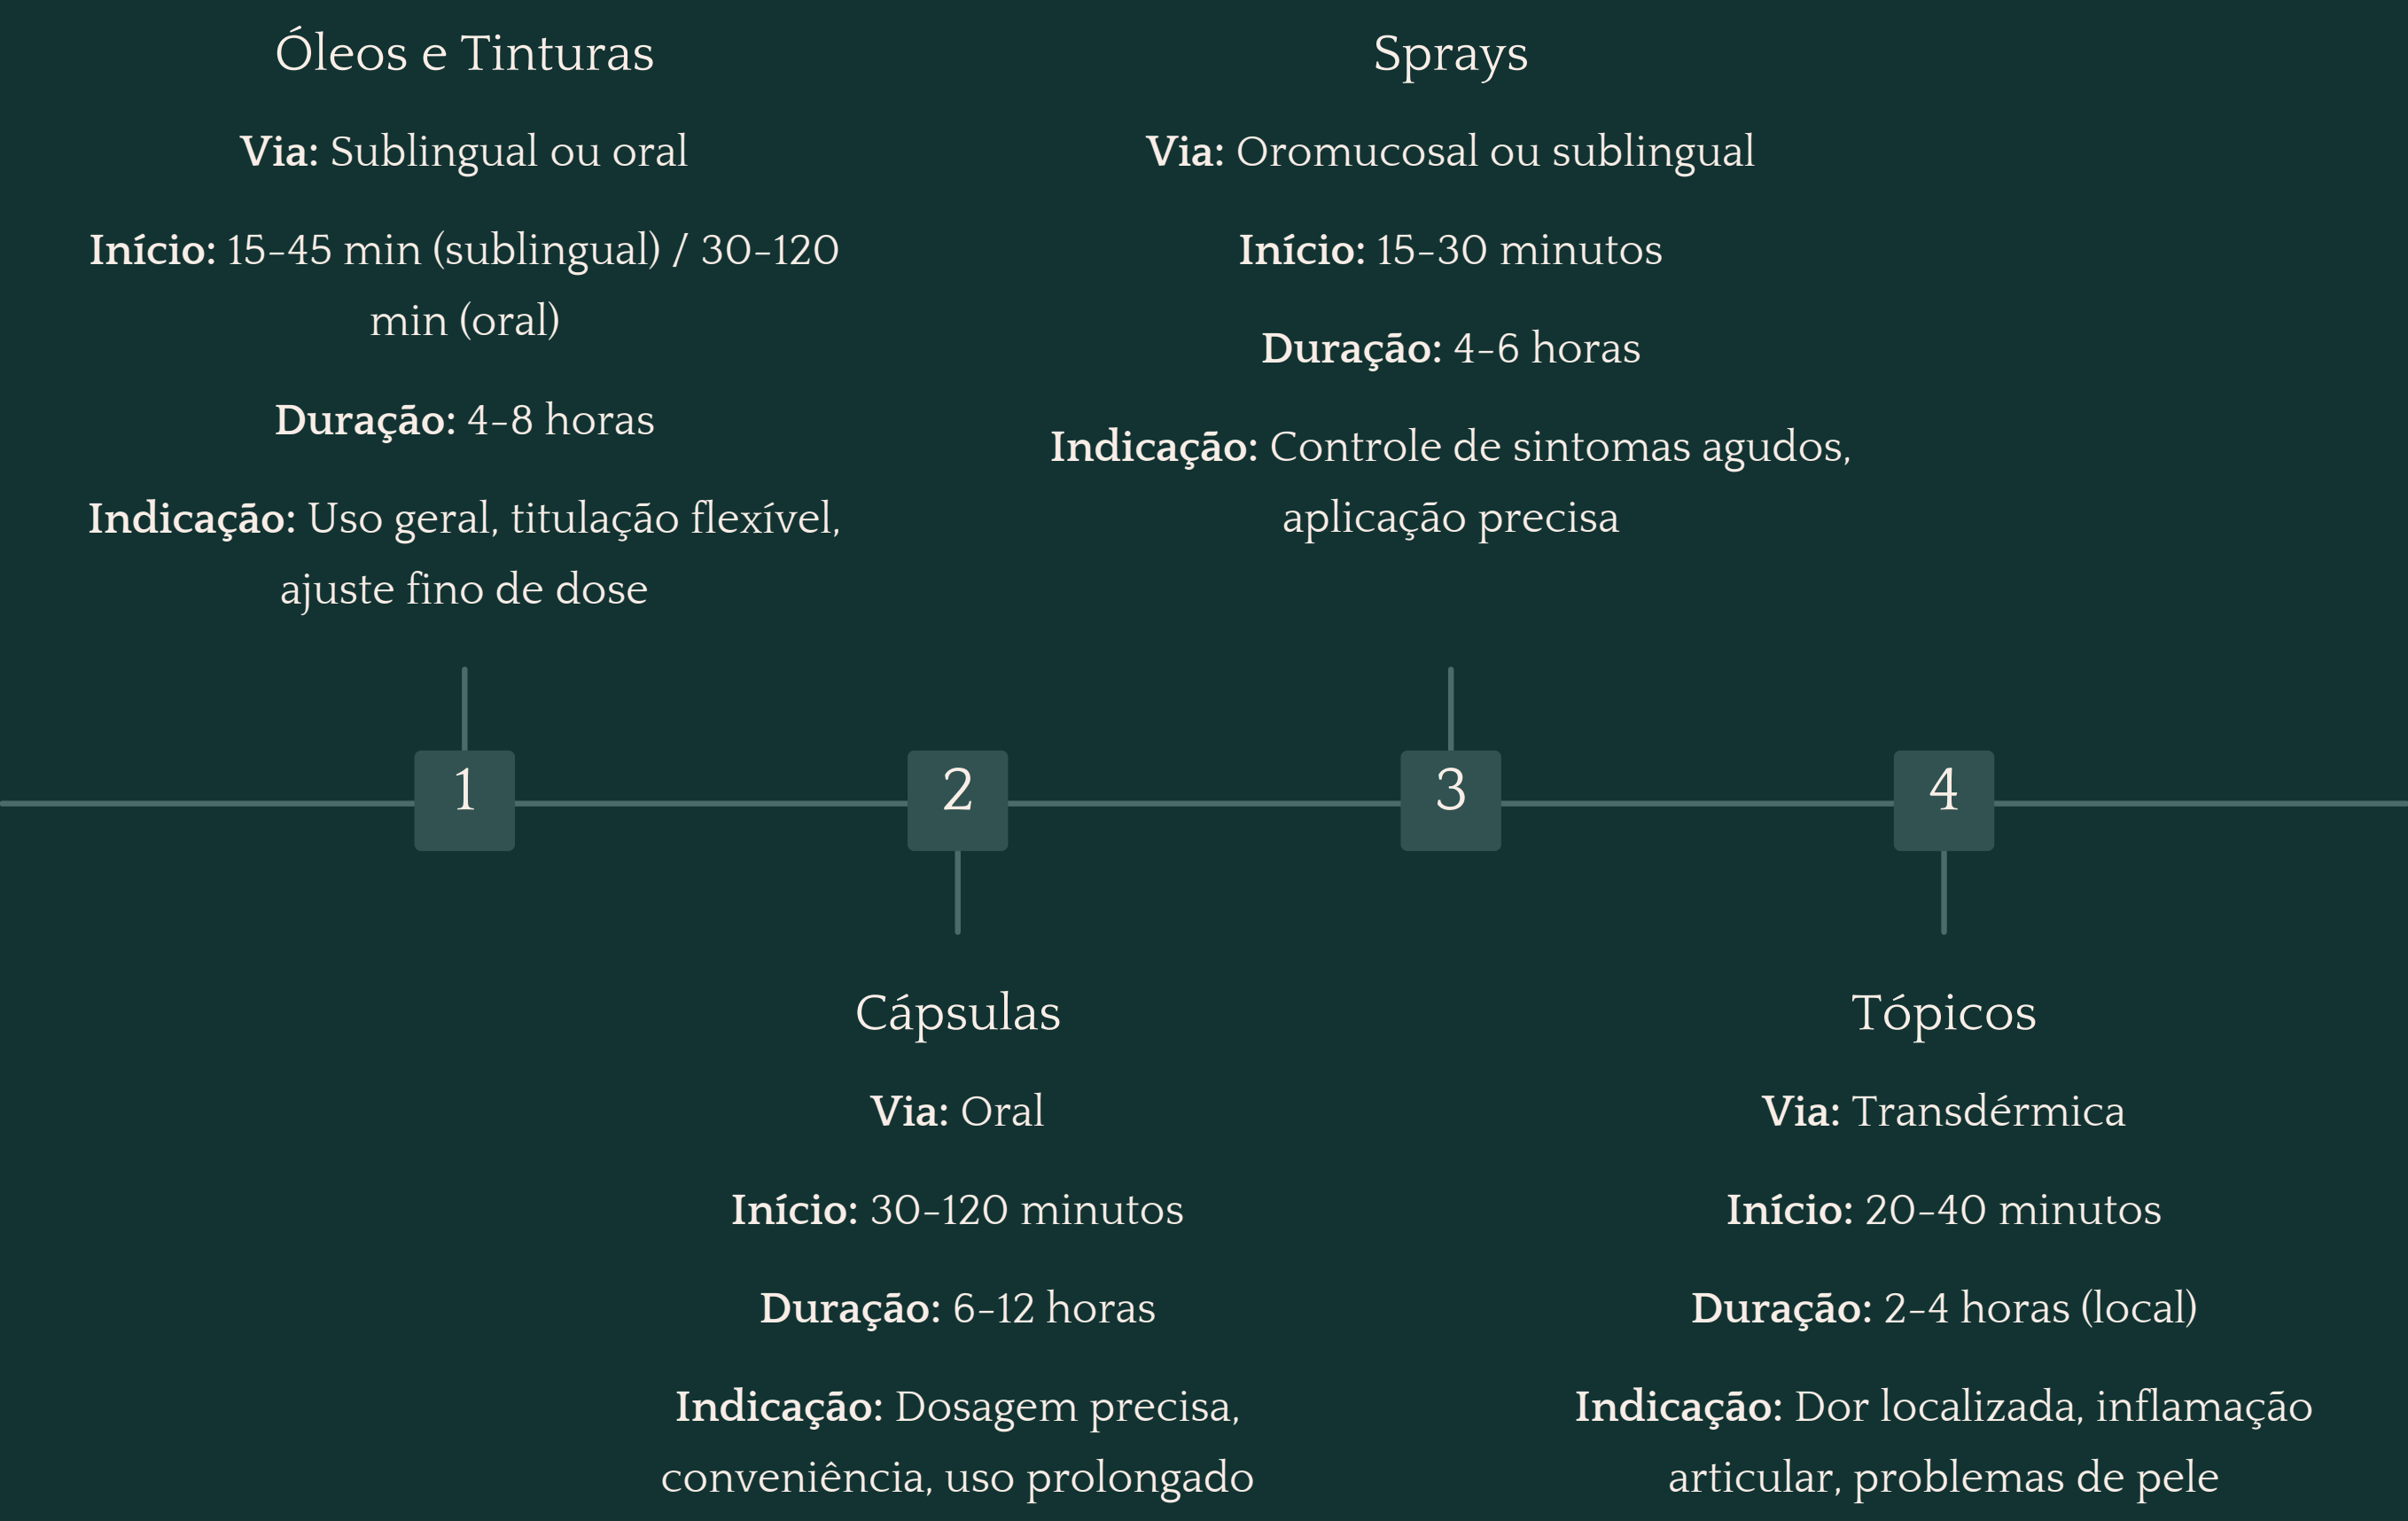 Óleos e Tinturas
Via: Sublingual ou oral
Início: 15–45 min (sublingual) / 30–120
min (oral)
Duração: 4–8 horas
Indicação: Uso geral, titulação flexível,
ajuste fino de dose
Sprays
Via: Oromucosal ou sublingual
Início: 15–30 minutos
Duração: 4–6 horas
Indicação: Controle de sintomas agudos,
aplicação precisa
1
2
3
4
Cápsulas
Via: Oral
Início: 30–120 minutos
Duração: 6–12 horas
Indicação: Dosagem precisa,
conveniência, uso prolongado
Tópicos
Via: Transdérmica
Início: 20–40 minutos
Duração: 2–4 horas (local)
Indicação: Dor localizada, inflamação
articular, problemas de pele